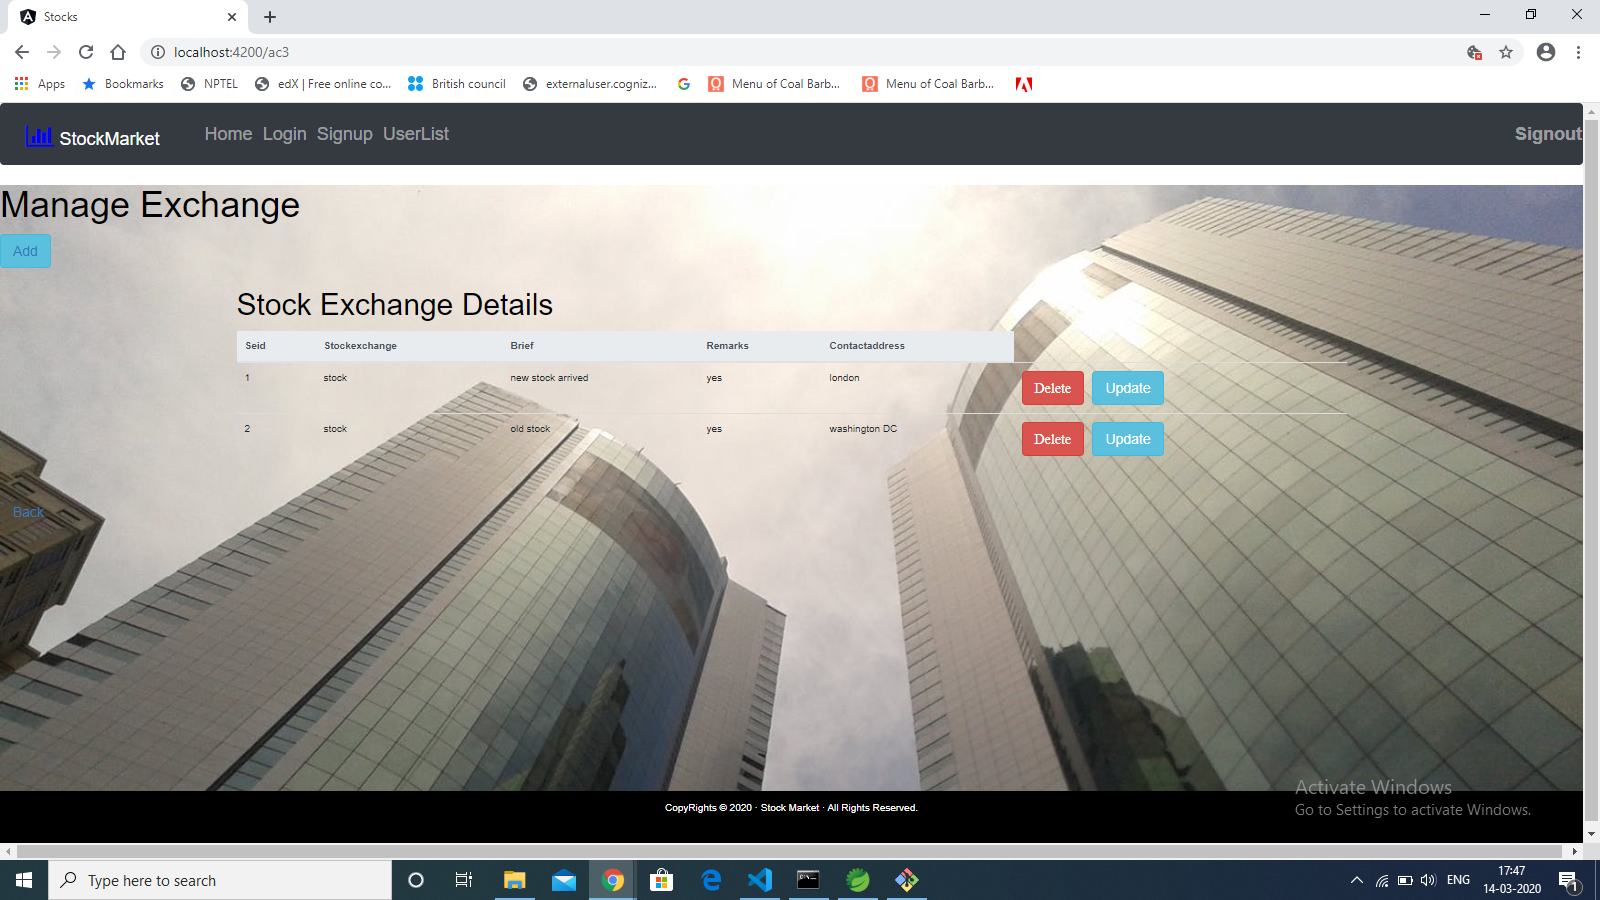 Stocks
localhost:4200/ac3
Apps Bookmarks NPTEL edX | Free online co... British council externaluser.cogniz... Menu of Coal Barb... Menu of Coal Barb...
StockMarket Home Login Signup UserList Signout
Manage Exchange
Add
Stock Exchange Details
Seid Stockexchange Brief Remarks Contactaddress
1 stock new stock arrived yes london Delete Update
2 stock old stock yes washington DC Delete Update
Back
Activate Windows
Go to Settings to activate Windows.
CopyRights © 2020 · Stock Market · All Rights Reserved.
Type here to search
ENG
17:47
14-03-2020
1